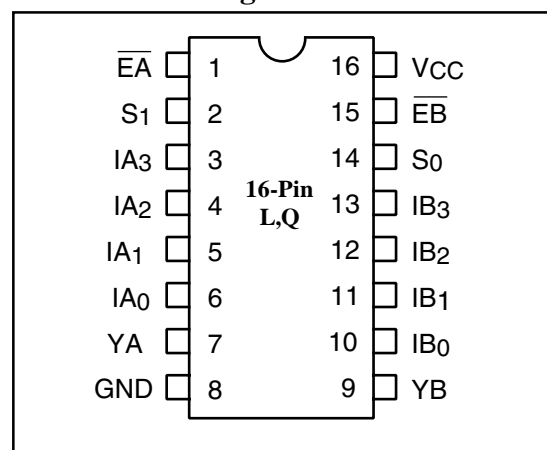 EA 1 16 VCC
S1 2 15 EB
IA3 3 14 S0
16-Pin
IA2 4 13 IB3
L,Q
IA1 5 12 IB2
IA0 6 11 IB1
YA 7 10 IB0
GND 8 9 YB